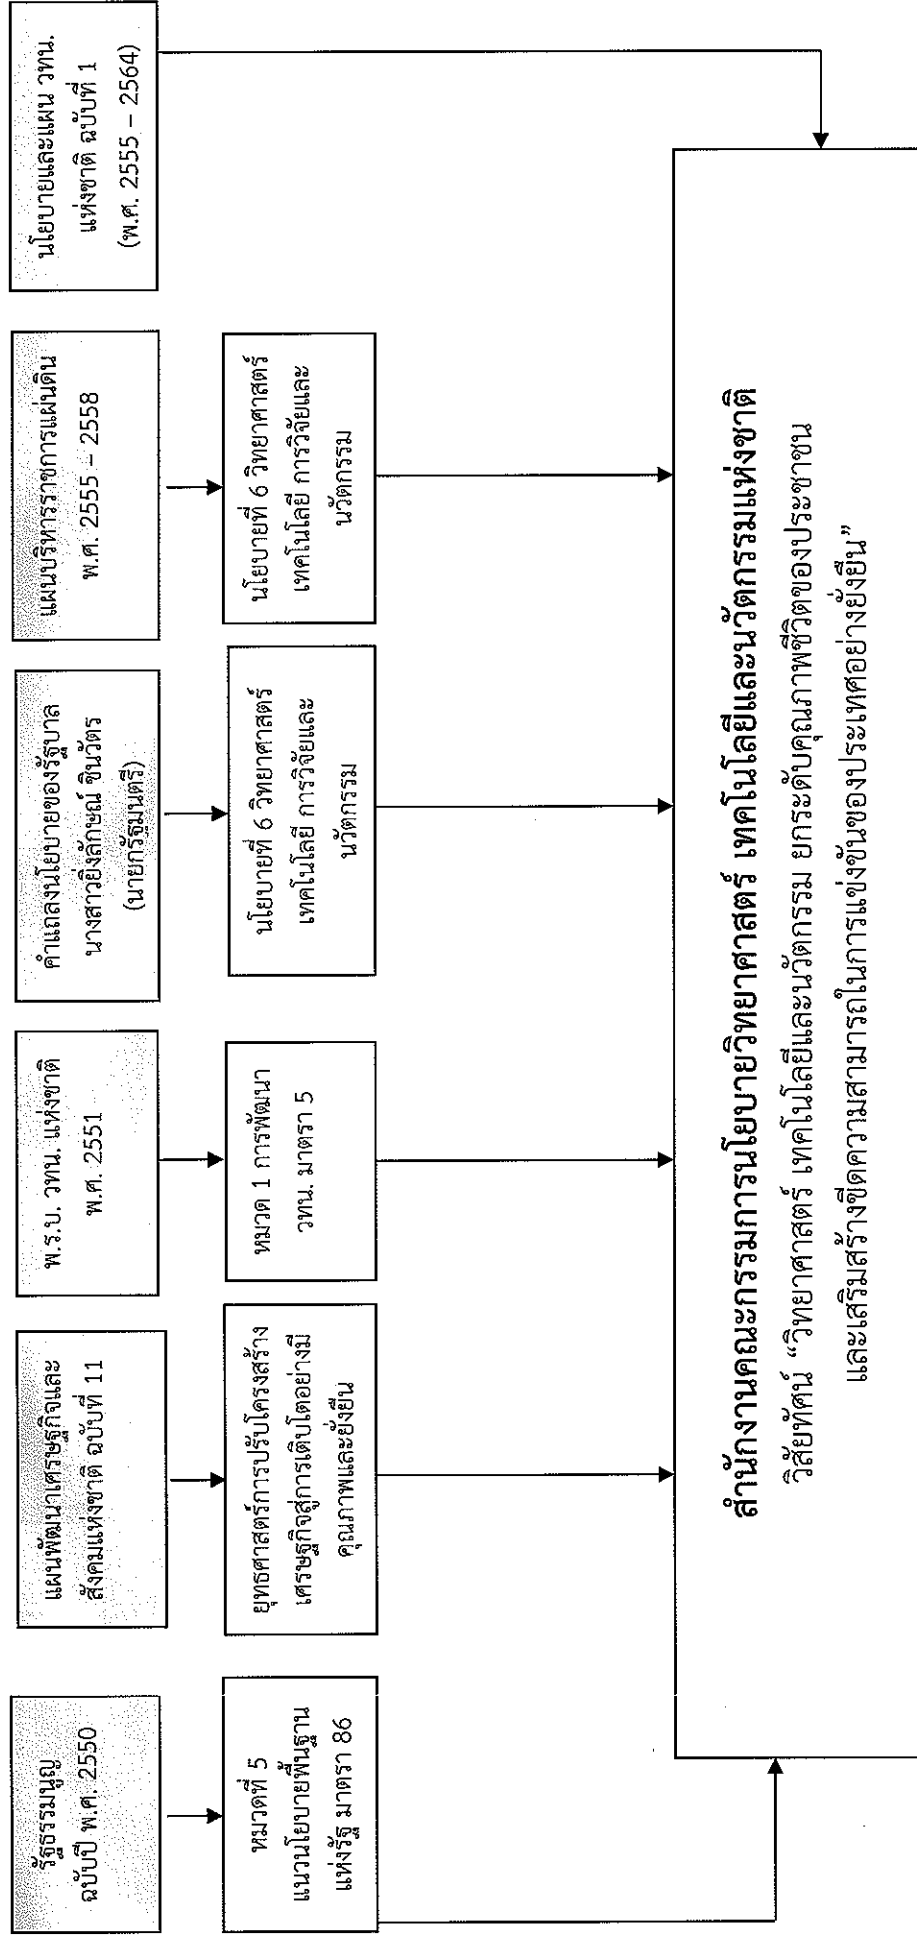 รัฐธรรมนูญ
ฉบับปี พ.ศ. 2550
แผนพัฒนาเศรษฐกิจและ
สังคมแห่งชาติ ฉบับที่ 11
พ.ร.บ. วทน. แห่งชาติ
พ.ศ. 2551
คำแถลงนโยบายของรัฐบาล
นางสาวยิ่งลักษณ์ ชินวัตร
(นายกรัฐมนตรี)
แผนบริหารราชการแผ่นดิน
พ.ศ. 2555 – 2558
นโยบายและแผน วทน.
แห่งชาติ ฉบับที่ 1
(พ.ศ. 2555 – 2564)
หมวดที่ 5
แนวนโยบายพื้นฐาน
แห่งรัฐ มาตรา 86
ยุทธศาสตร์การปรับโครงสร้าง
เศรษฐกิจสู่การเติบโตอย่างมี
คุณภาพและยั่งยืน
หมวด 1 การพัฒนา
วทน. มาตรา 5
นโยบายที่ 6 วิทยาศาสตร์
เทคโนโลยี การวิจัยและ
นวัตกรรม
นโยบายที่ 6 วิทยาศาสตร์
เทคโนโลยี การวิจัยและ
นวัตกรรม
สำนักงานคณะกรรมการนโยบายวิทยาศาสตร์ เทคโนโลยีและนวัตกรรมแห่งชาติ
วิสัยทัศน์ “วิทยาศาสตร์ เทคโนโลยีและนวัตกรรม ยกระดับคุณภาพชีวิตของประชาชน
และเสริมสร้างขีดความสามารถในการแข่งขันของประเทศอย่างยั่งยืน”